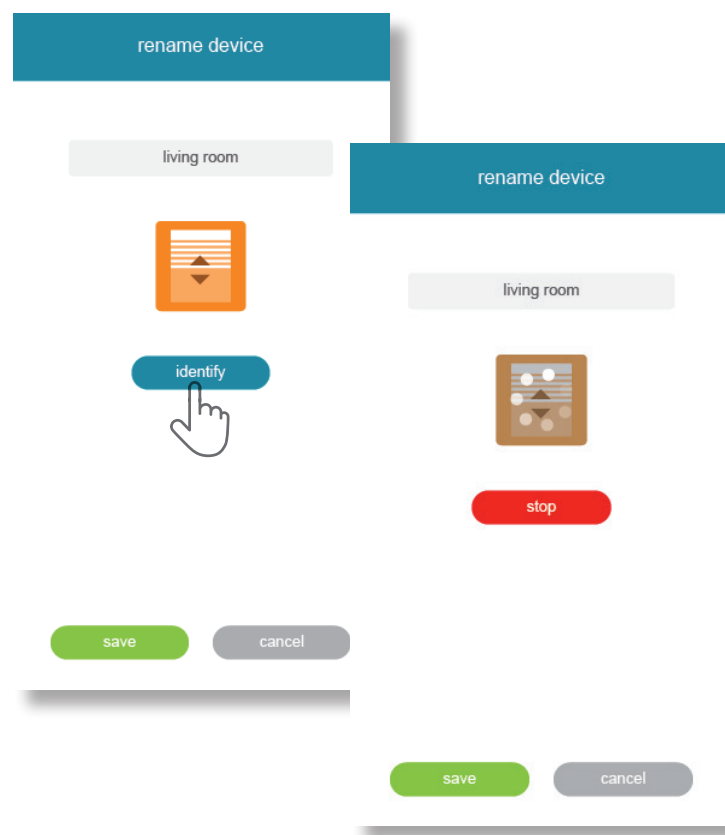 rename device
living room
identify
save
cancel
rename device
living room
stop
save
cancel